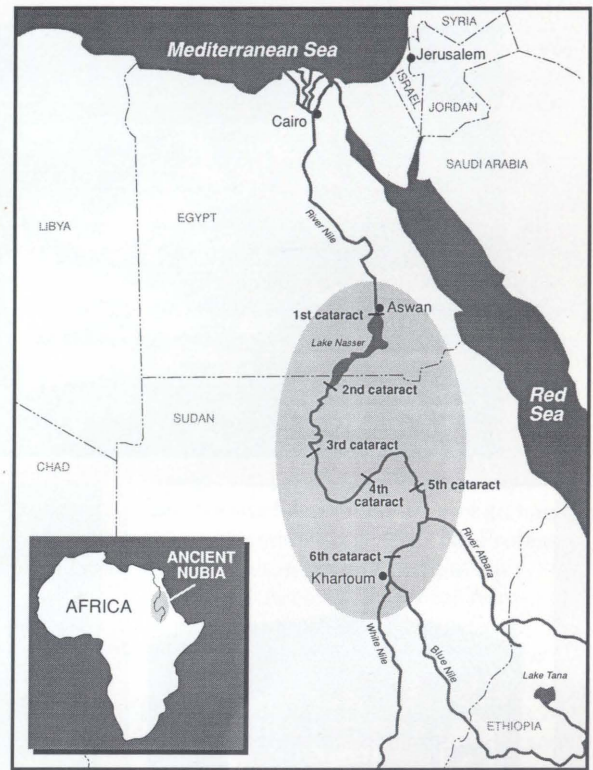 SYRIA
Mediterranean Sea
Jerusalem
ISRAEL
JORDAN
Cairo
SAUDI ARABIA
LIBYA
EGYPT
River Nile
1st cataract
Aswan
Lake Nasser
2nd cataract
Red
Sea
SUDAN
3rd cataract
CHAD
4th
cataract
5th cataract
6th cataract
River Atbara
Khartoum
ANCIENT
NUBIA
AFRICA
White Nile
Blue Nile
Lake Tana
ETHIOPIA